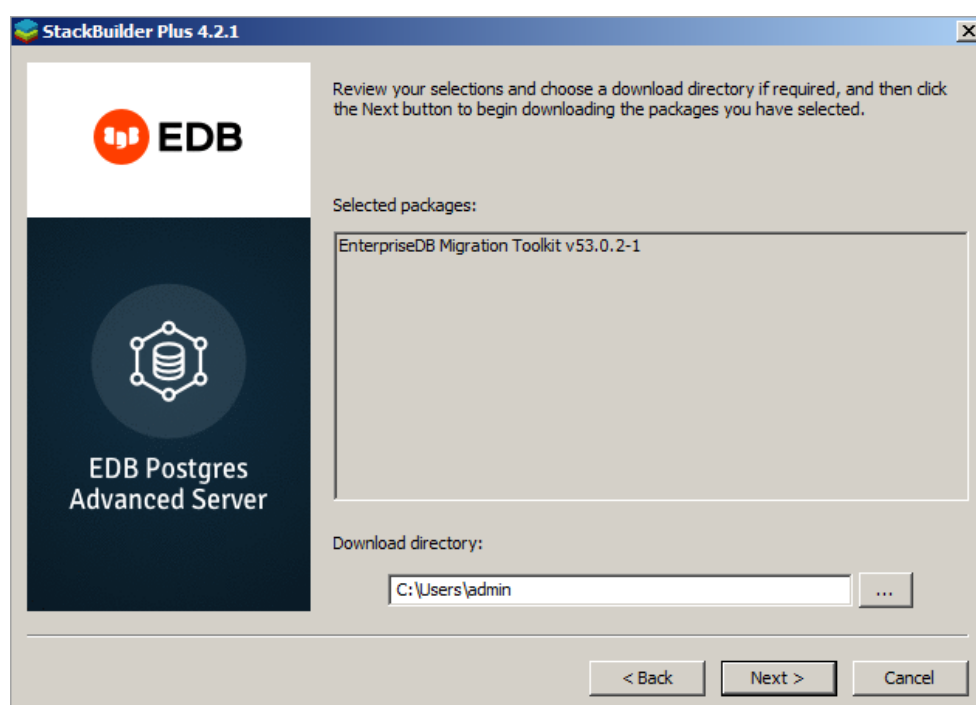 StackBuilder Plus 4.2.1
EDB
EDB Postgres
Advanced Server
Review your selections and choose a download directory if required, and then click
the Next button to begin downloading the packages you have selected.
Selected packages:
EnterpriseDB Migration Toolkit v53.0.2-1
Download directory:
C:\Users\admin
...
< Back
Next >
Cancel